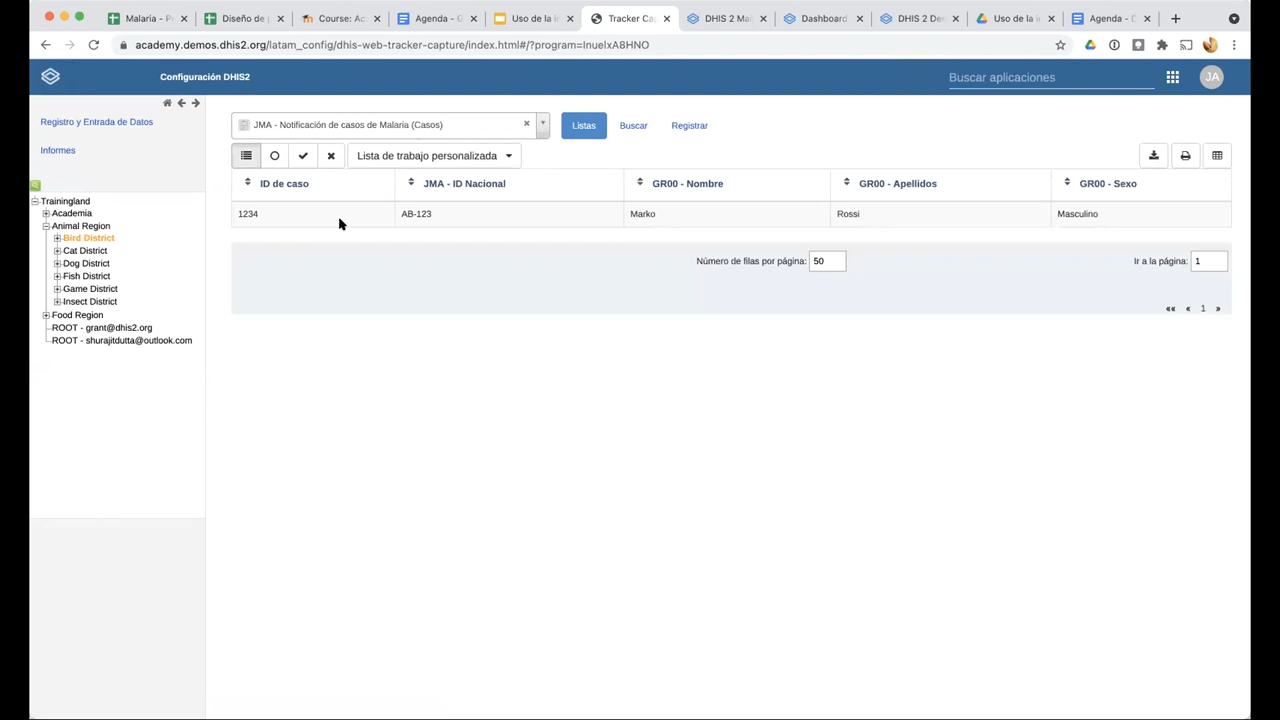 Malaria - P
Diseño de
Course: Ac
Agenda - G
Uso de la i
Tracker Ca
DHIS 2 Ma
Dashboard
DHIS 2 De
Uso de la i
Agenda - C
academy.demos.dhis2.org/latam_config/dhis-web-tracker-capture/index.html#/?program=InuelxA8HNO
Configuración DHIS2
Buscar aplicaciones
JA
Registro y Entrada de Datos
Informes
Trainingland
Academia
Animal Region
Bird District
Cat District
Dog District
Fish District
Game District
Insect District
Food Region
ROOT - grant@dhis2.org
ROOT - shurajitdutta@outlook.com
JMA - Notificación de casos de Malaria (Casos)
Listas
Buscar
Registrar
Lista de trabajo personalizada
ID de caso
JMA - ID Nacional
GR00 - Nombre
GR00 - Apellidos
GR00 - Sexo
1234
AB-123
Marko
Rossi
Masculino
Número de filas por página: 50
Ir a la página: 1
«« « 1 »